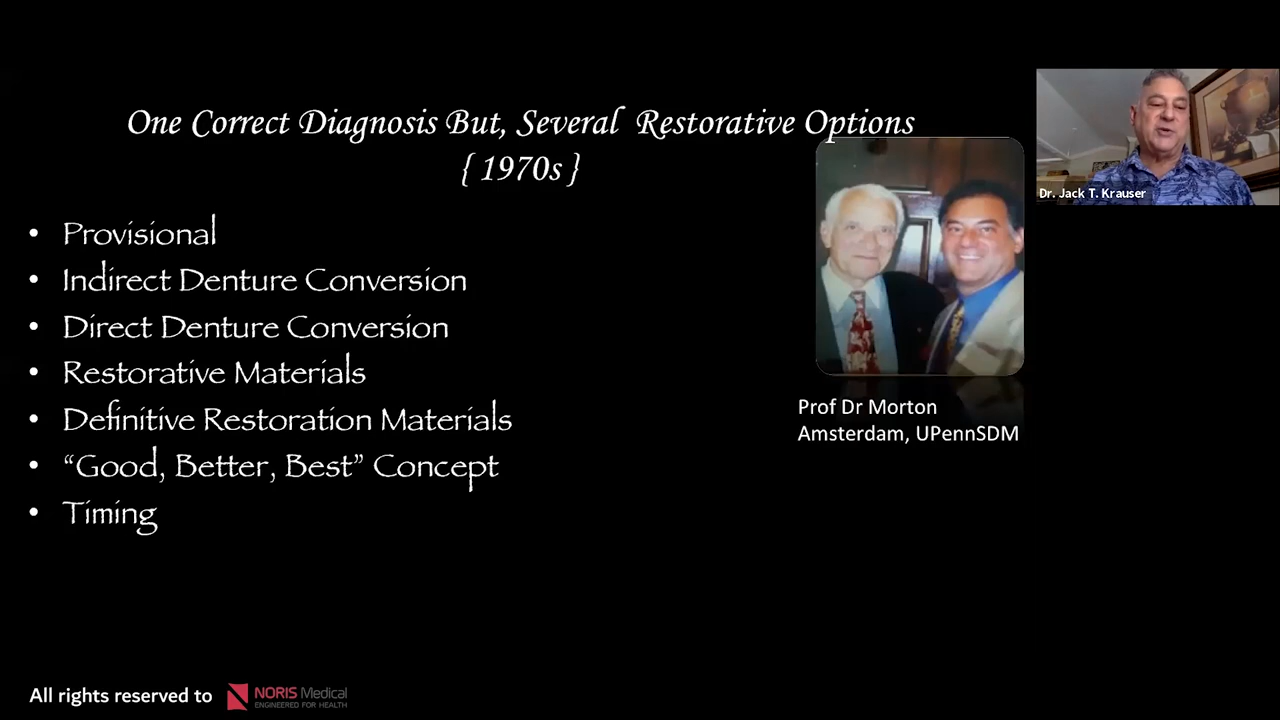 One Correct Diagnosis But, Several Restorative Options
{ 1970s }
• Provisional
• Indirect Denture Conversion
• Direct Denture Conversion
• Restorative Materials
• Definitive Restoration Materials
• “Good, Better, Best” Concept
• Timing
Prof Dr Morton
Amsterdam, UPennSDM
Dr. Jack T. Krauser
All rights reserved to
NORIS Medical
ENGINEERED FOR HEALTH